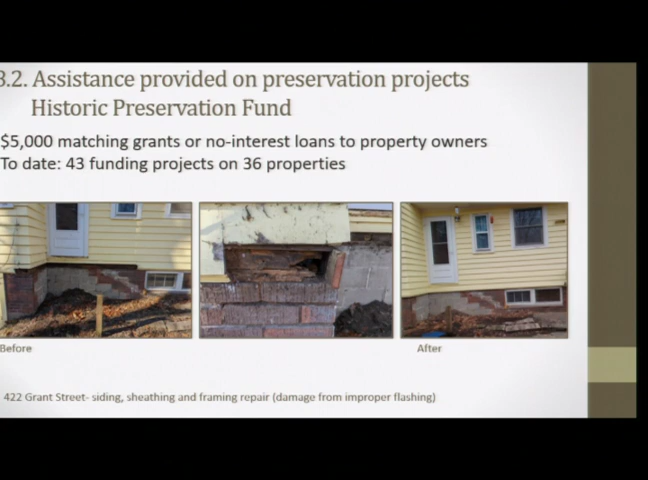 3.2. Assistance provided on preservation projects
Historic Preservation Fund
$5,000 matching grants or no-interest loans to property owners
To date: 43 funding projects on 36 properties
Before
After
422 Grant Street- siding, sheathing and framing repair (damage from improper flashing)